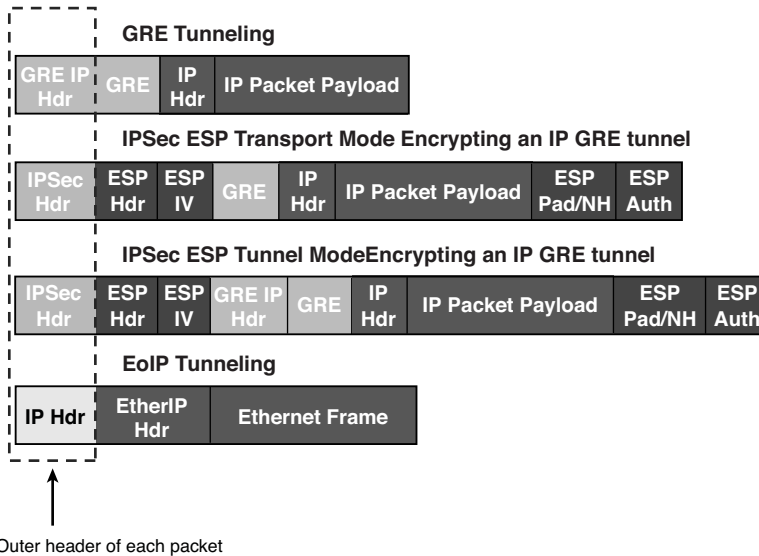 GRE Tunneling
GRE IP Hdr GRE IP Hdr IP Packet Payload
IPSec ESP Transport Mode Encrypting an IP GRE tunnel
IPSec Hdr ESP Hdr ESP IV GRE IP Hdr IP Packet Payload ESP Pad/NH ESP Auth
IPSec ESP Tunnel ModeEncrypting an IP GRE tunnel
IPSec Hdr ESP Hdr ESP IV GRE IP Hdr GRE IP Hdr IP Packet Payload ESP Pad/NH ESP Auth
EoIP Tunneling
IP Hdr EtherIP Hdr Ethernet Frame
Outer header of each packet